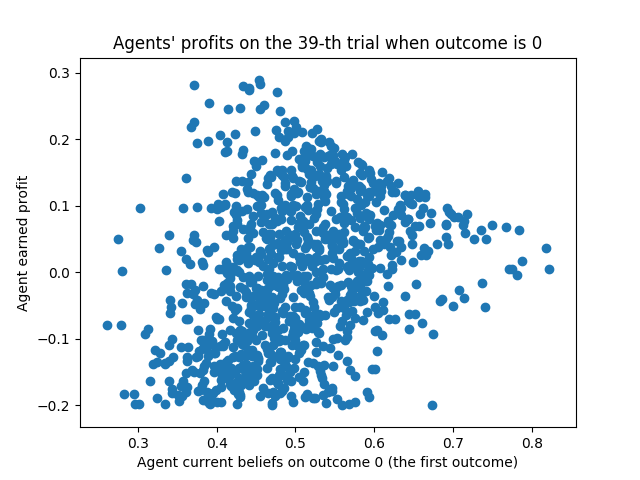 Agents' profits on the 39-th trial when outcome is 0
0.3
0.2
0.1
0.0
−0.1
−0.2
Agent earned profit
0.3 0.4 0.5 0.6 0.7 0.8
Agent current beliefs on outcome 0 (the first outcome)